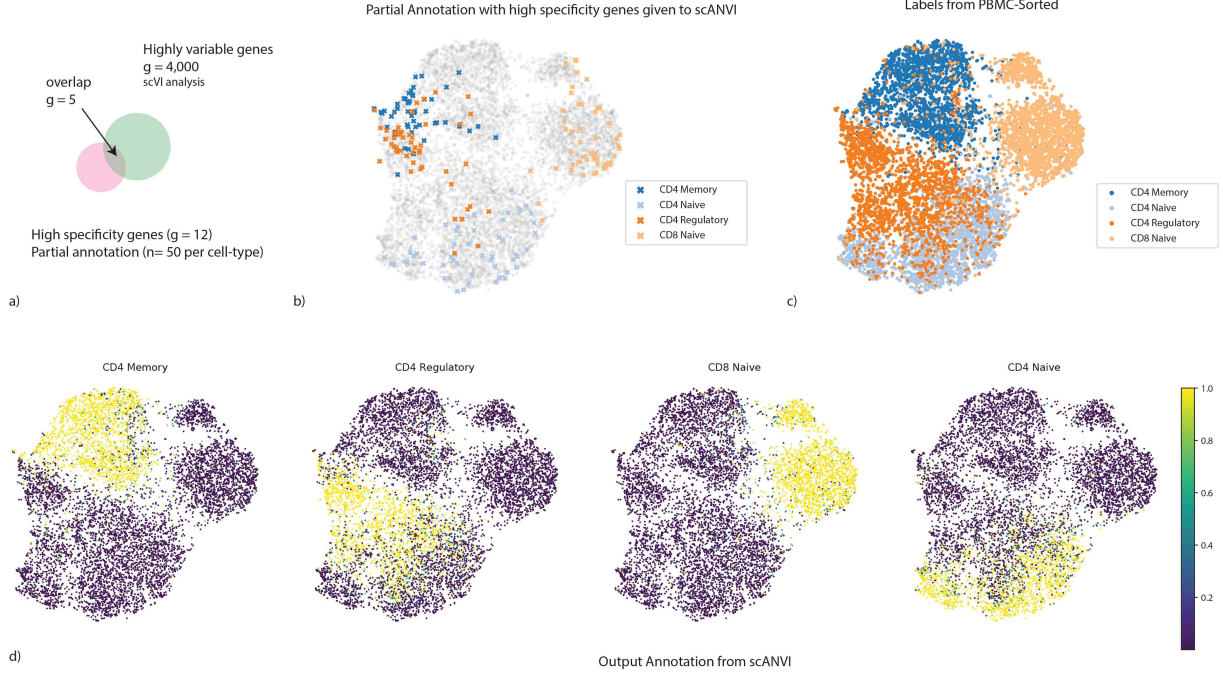 Highly variable genes
g = 4,000
scVI analysis
overlap
g = 5
High specificity genes (g = 12)
Partial annotation (n= 50 per cell-type)
a)
Partial Annotation with high specificity genes given to scANVI
CD4 Memory
CD4 Naive
CD4 Regulatory
CD8 Naive
b)
Labels from PBMC-Sorted
CD4 Memory
CD4 Naive
CD4 Regulatory
CD8 Naive
c)
CD4 Memory
CD4 Regulatory
CD8 Naive
CD4 Naive
1.0
0.8
0.6
0.4
0.2
d)
Output Annotation from scANVI